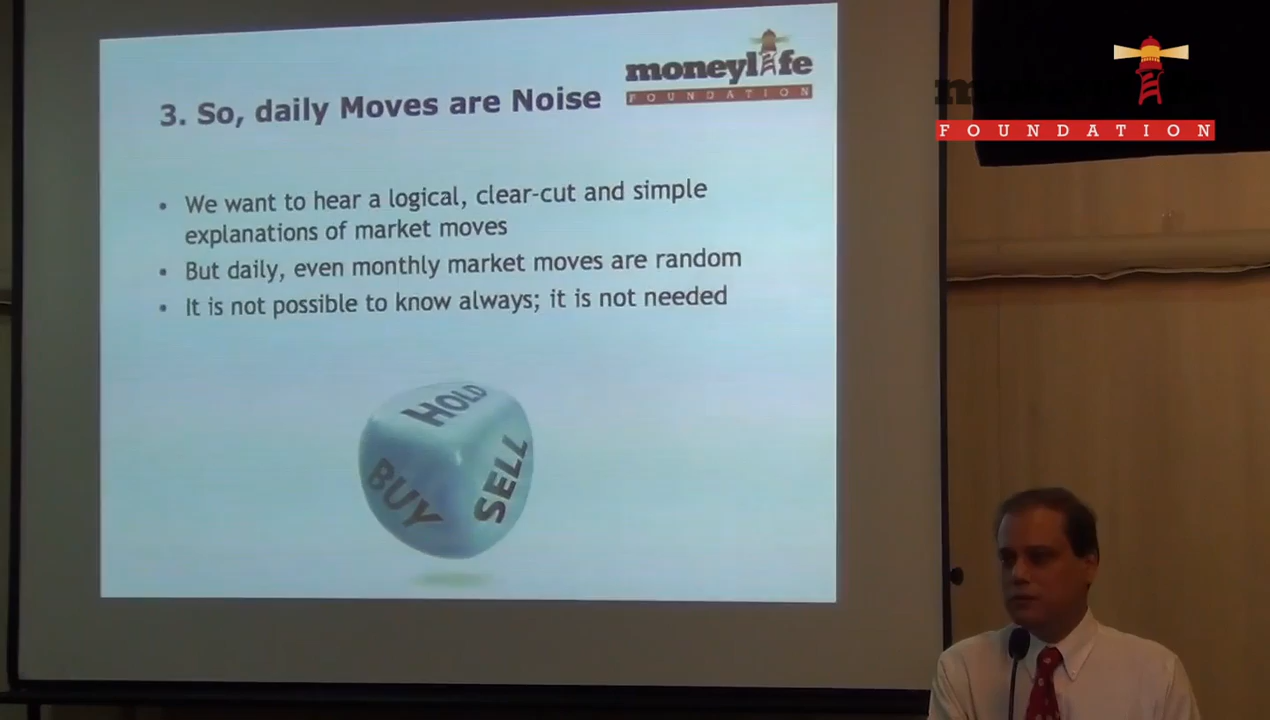 moneylife
FOUNDATION
3. So, daily Moves are Noise
• We want to hear a logical, clear-cut and simple
explanations of market moves
• But daily, even monthly market moves are random
• It is not possible to know always; it is not needed
HOLD
BUY
SELL
FOUNDATION